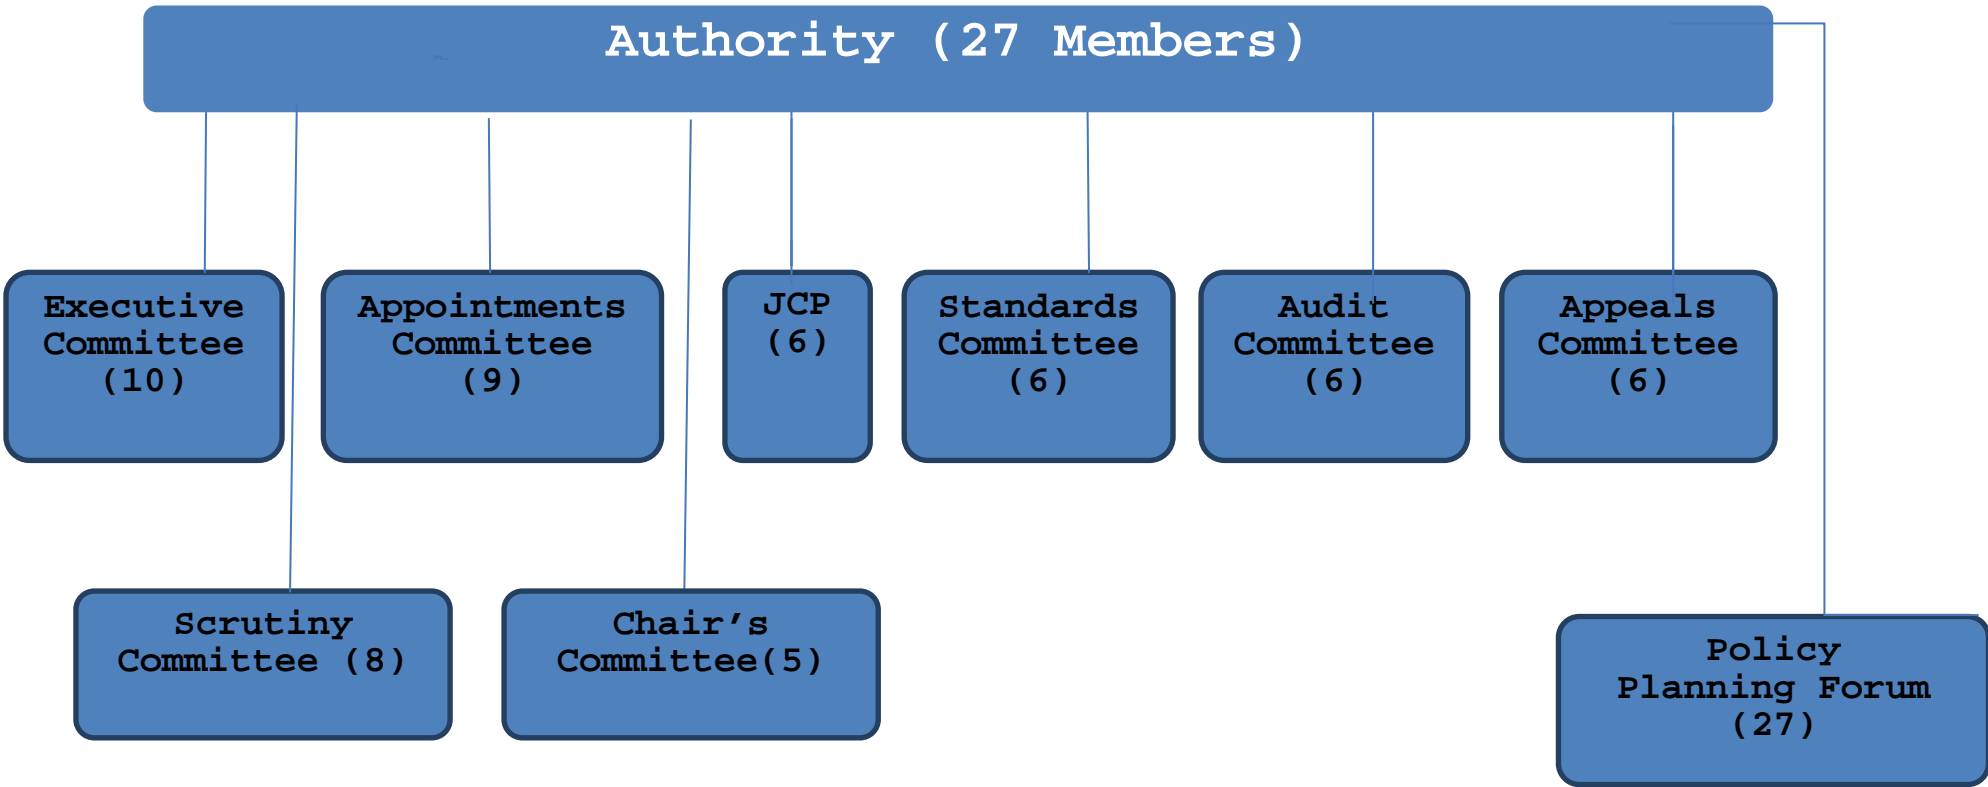 Authority (27 Members)
Executive
Committee
(10)
Appointments
Committee
(9)
JCP
(6)
Standards
Committee
(6)
Audit
Committee
(6)
Appeals
Committee
(6)
Scrutiny
Committee (8)
Chair’s
Committee(5)
Policy
Planning Forum
(27)